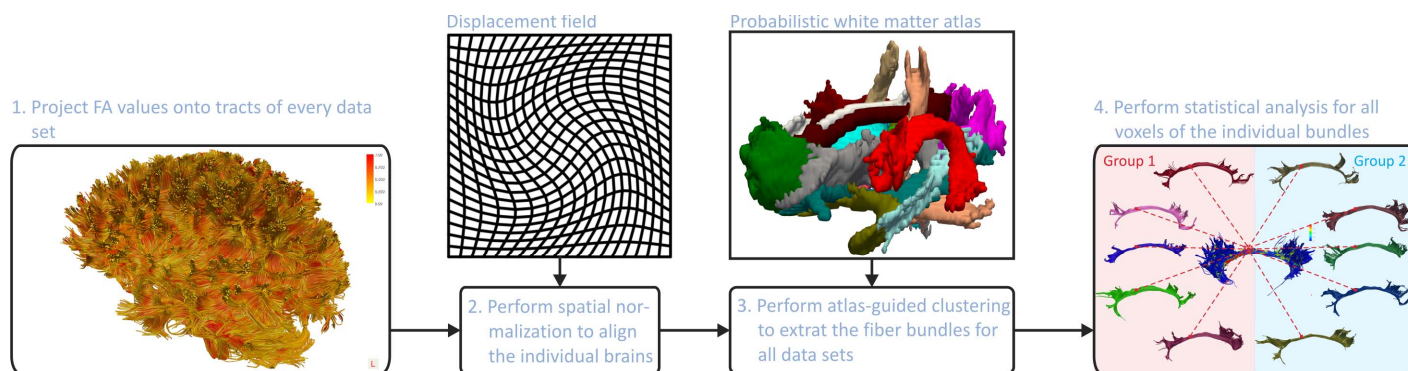 Displacement field
Probabilistic white matter atlas
1. Project FA values onto tracts of every data
set
4. Perform statistical analysis for all
voxels of the individual bundles
Group 1
Group 2
2. Perform spatial nor-
malization to align
the individual brains
3. Perform atlas-guided clustering
to extrat the fiber bundles for
all data sets
L